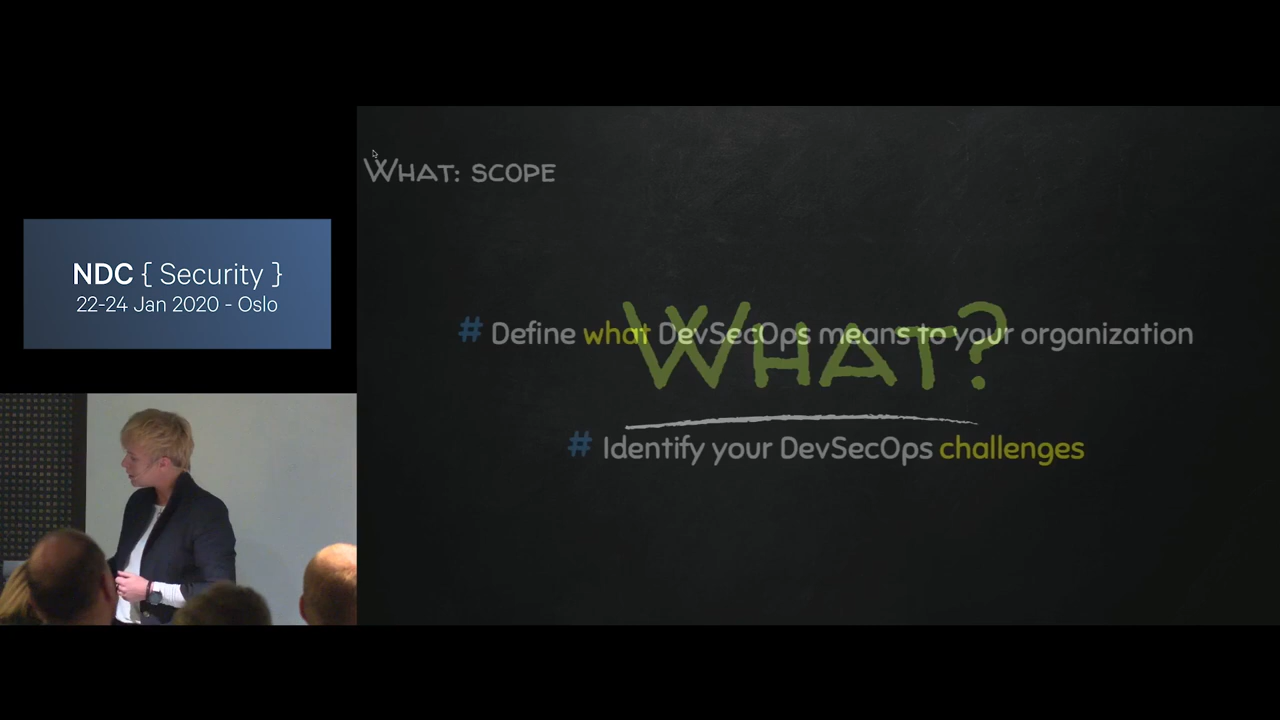 What: scope
NDC { Security }
22-24 Jan 2020 - Oslo
What?
# Define what DevSecOps means to your organization
# Identify your DevSecOps challenges